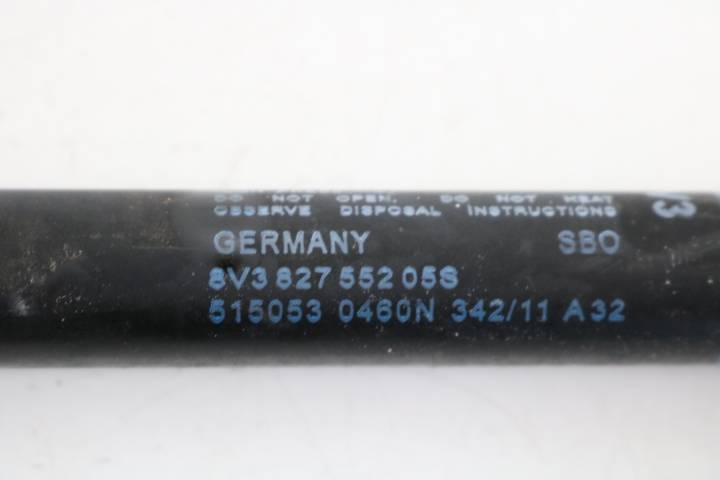 DO NOT OPEN. DO NOT HEAT
OBSERVE DISPOSAL INSTRUCTIONS
GERMANY SBO
8V3 827 552 05S
515053 0460N 342/11 A32
V3